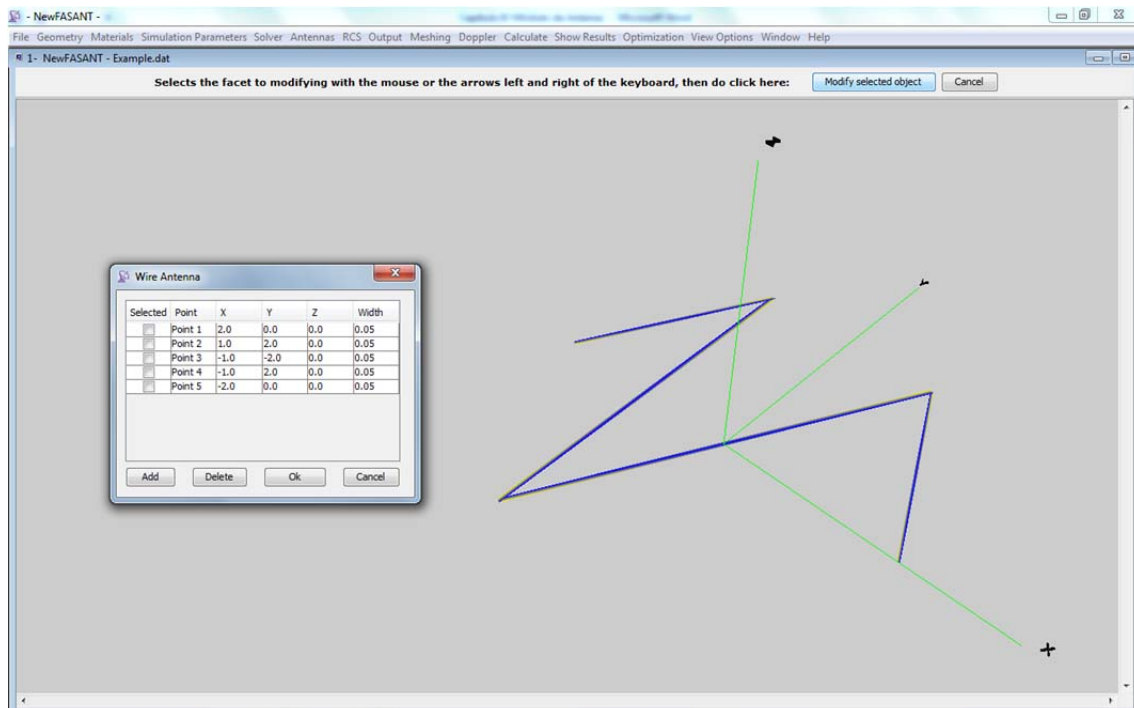 - NewFASANT -
File Geometry Materials Simulation Parameters Solver Antennas RCS Output Meshing Doppler Calculate Show Results Optimization View Options Window Help
1- NewFASANT - Example.dat
Selects the facet to modifying with the mouse or the arrows left and right of the keyboard, then do click here: Modify selected object Cancel
Wire Antenna
Selected Point X Y Z Width
Point 1 2.0 0.0 0.0 0.05
Point 2 1.0 2.0 0.0 0.05
Point 3 -1.0 -2.0 0.0 0.05
Point 4 -1.0 2.0 0.0 0.05
Point 5 -2.0 0.0 0.0 0.05
Add Delete Ok Cancel